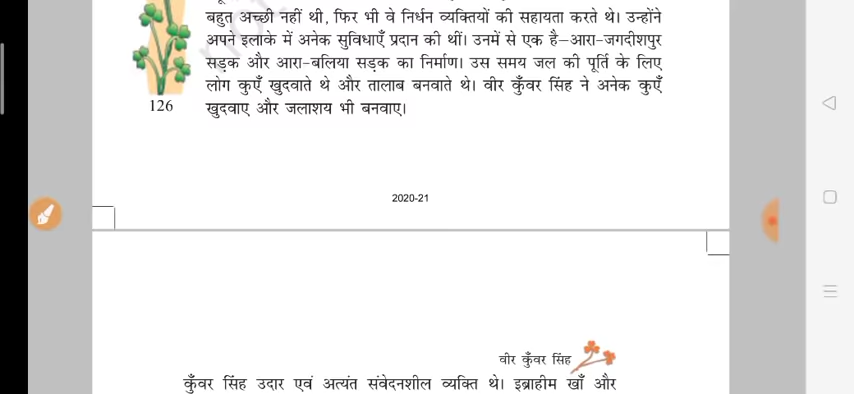 बहुत अच्छी नहीं थी, फिर भी वे निर्धन व्यक्तियों की सहायता करते थे। उन्होंने
अपने इलाके में अनेक सुविधाएँ प्रदान की थीं। उनमें से एक है–आरा-जगदीशपुर
सड़क और आरा-बलिया सड़क का निर्माण। उस समय जल की पूर्ति के लिए
लोग कुएँ खुदवाते थे और तालाब बनवाते थे। वीर कुँवर सिंह ने अनेक कुएँ
126
खुदवाए और जलाशय भी बनवाए।
2020-21
वीर कुँवर सिंह
कुँवर सिंह उदार एवं अत्यंत संवेदनशील व्यक्ति थे। इब्राहीम खाँ और